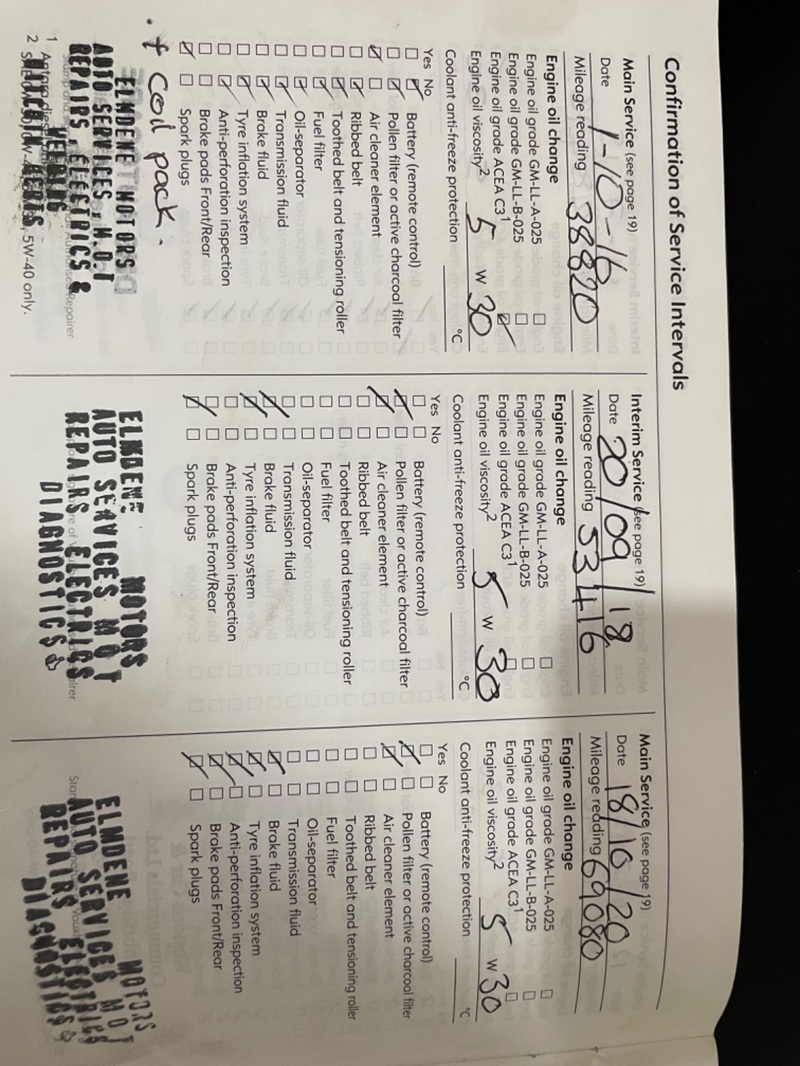 Confirmation of Service Intervals
Main Service (see page 19)
Date 1-10-16
Mileage reading 38820
Engine oil change
Engine oil grade GM-LL-A-025
Engine oil grade GM-LL-B-025
Engine oil grade ACEA C3¹
Engine oil viscosity² 5 W 30
Coolant anti-freeze protection °C
Yes No
Battery (remote control)
Pollen filter or active charcoal filter
Air cleaner element
Ribbed belt
Toothed belt and tensioning roller
Fuel filter
Oil-separator
Transmission fluid
Brake fluid
Tyre inflation system
Anti-perforation inspection
Brake pads Front/Rear
Spark plugs
+ Coil pack.
ELMDENE MOTORS
AUTO SERVICES, M.O.T
REPAIRS, ELECTRICS &
1
2 5W-40 only.
Interim Service (see page 19)
Date 20/09/18
Mileage reading 53416
Engine oil change
Engine oil grade GM-LL-A-025
Engine oil grade GM-LL-B-025
Engine oil grade ACEA C3¹
Engine oil viscosity² 5 W 30
Coolant anti-freeze protection °C
Yes No
Battery (remote control)
Pollen filter or active charcoal filter
Air cleaner element
Ribbed belt
Toothed belt and tensioning roller
Fuel filter
Oil-separator
Transmission fluid
Brake fluid
Tyre inflation system
Anti-perforation inspection
Brake pads Front/Rear
Spark plugs
ELMDENE MOTORS
AUTO SERVICES MOT
REPAIRS ELECTRICS
DIAGNOSTICS &
Main Service (see page 19)
Date 18/10/20
Mileage reading 69080
Engine oil change
Engine oil grade GM-LL-A-025
Engine oil grade GM-LL-B-025
Engine oil grade ACEA C3¹
Engine oil viscosity² 5 W 30
Coolant anti-freeze protection °C
Yes No
Battery (remote control)
Pollen filter or active charcoal filter
Air cleaner element
Ribbed belt
Toothed belt and tensioning roller
Fuel filter
Oil-separator
Transmission fluid
Brake fluid
Tyre inflation system
Anti-perforation inspection
Brake pads Front/Rear
Spark plugs
ELMDENE MOTORS
AUTO SERVICES MOT
REPAIRS ELECTRICS
DIAGNOSTICS &